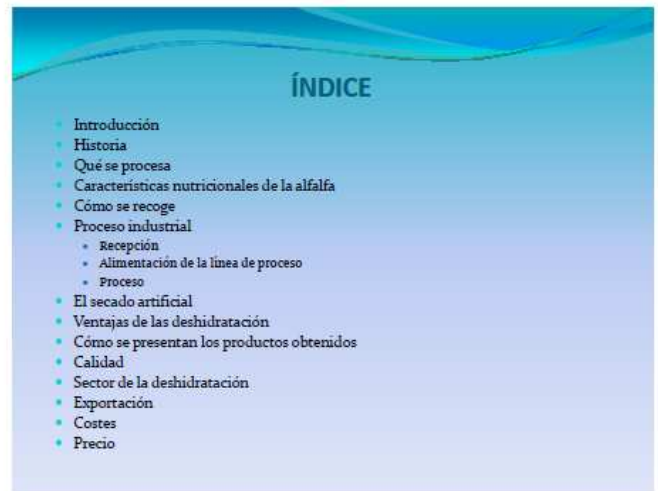 ÍNDICE
Introducción
Historia
Qué se procesa
Características nutricionales de la alfalfa
Cómo se recoge
Proceso industrial
Recepción
Alimentación de la línea de proceso
Proceso
El secado artificial
Ventajas de las deshidratación
Cómo se presentan los productos obtenidos
Calidad
Sector de la deshidratación
Exportación
Costes
Precio